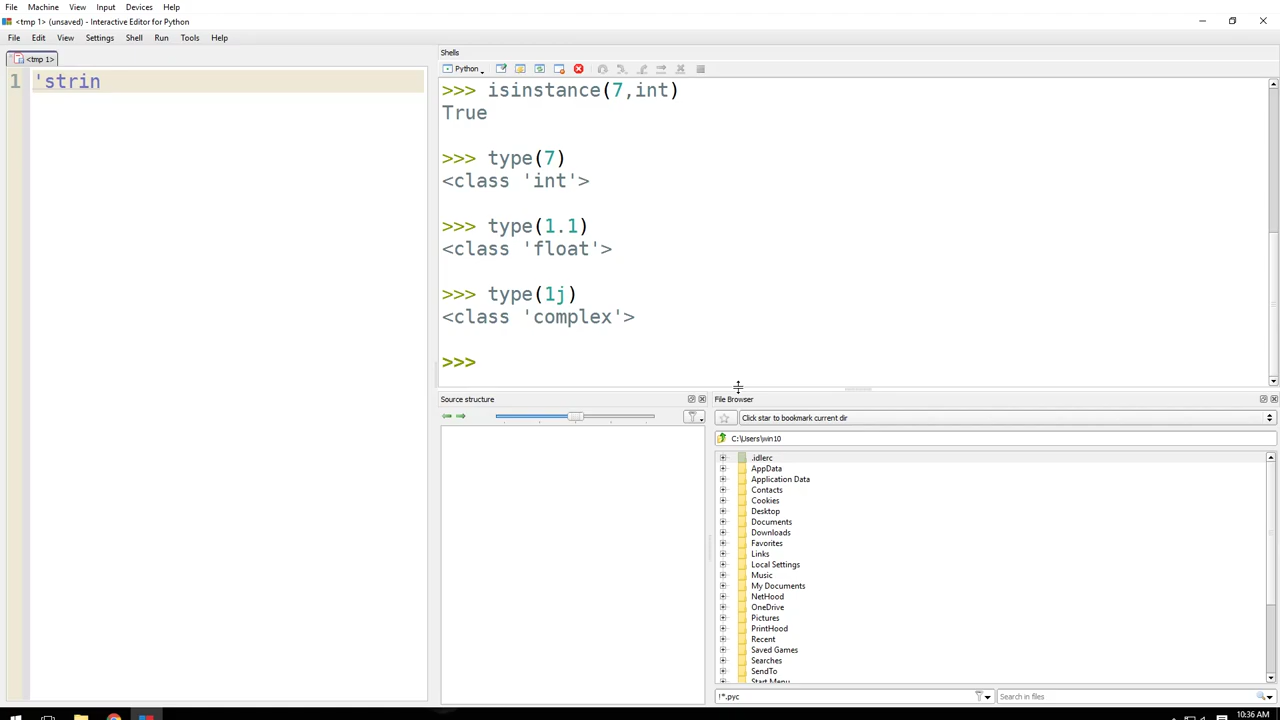 File Machine View Input Devices Help
<tmp 1> (unsaved) - Interactive Editor for Python
File Edit View Settings Shell Run Tools Help
<tmp 1>
1 'strin
Shells
Python
>>> isinstance(7,int)
True
>>> type(7)
<class 'int'>
>>> type(1.1)
<class 'float'>
>>> type(1j)
<class 'complex'>
>>>
Source structure
File Browser
Click star to bookmark current dir
C:\Users\win10
.idlerc
AppData
Application Data
Contacts
Cookies
Desktop
Documents
Downloads
Favorites
Links
Local Settings
Music
My Documents
NetHood
OneDrive
Pictures
PrintHood
Recent
Saved Games
Searches
SendTo
Start Menu
!*.pyc
Search in files
10:36 AM